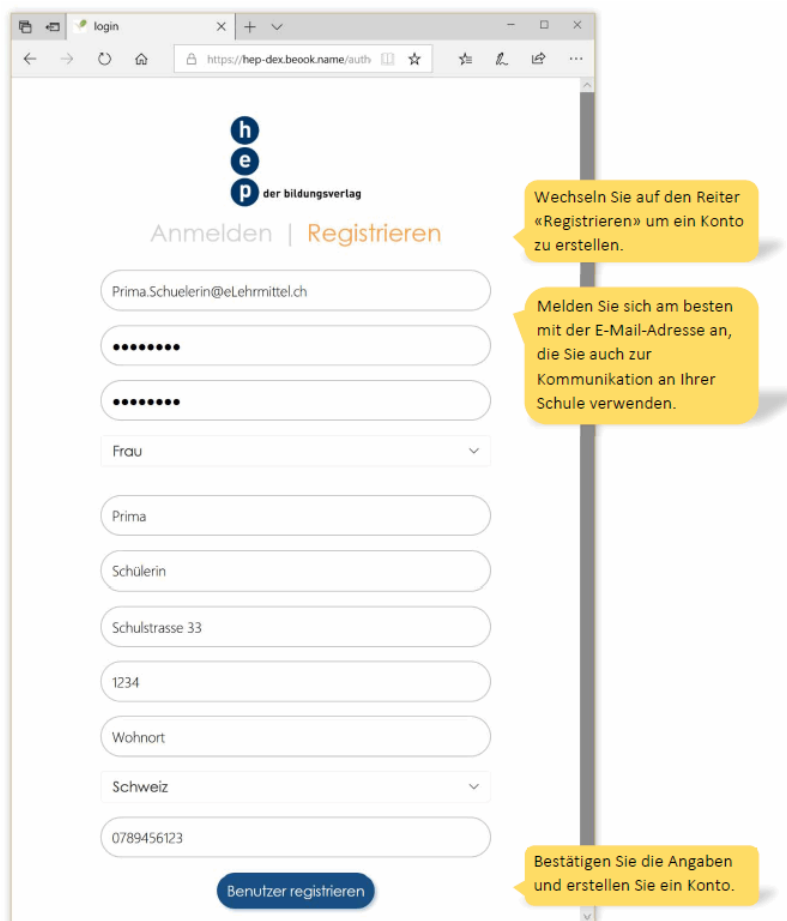 login
https://hep-dex.beook.name/auth
h
e
p der bildungsverlag
Anmelden | Registrieren
Wechseln Sie auf den Reiter
«Registrieren» um ein Konto
zu erstellen.
Prima.Schuelerin@eLehrmittel.ch
Melden Sie sich am besten
mit der E-Mail-Adresse an,
die Sie auch zur
Kommunikation an Ihrer
Schule verwenden.
Frau
Prima
Schülerin
Schulstrasse 33
1234
Wohnort
Schweiz
0789456123
Benutzer registrieren
Bestätigen Sie die Angaben
und erstellen Sie ein Konto.